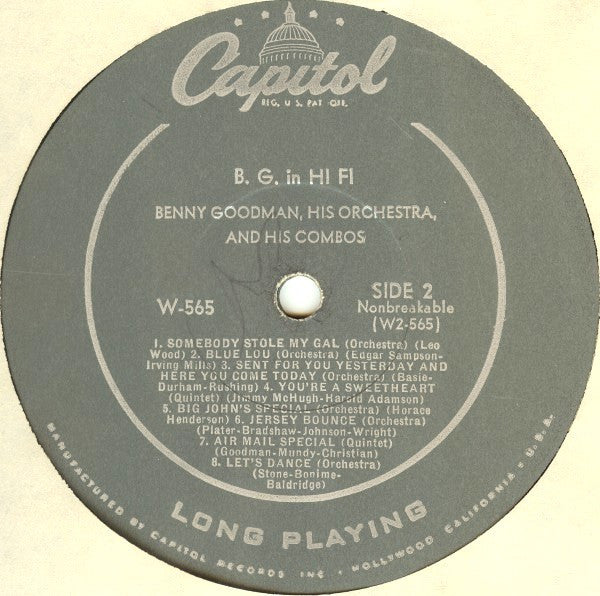 Capitol
REG. U. S. PAT. OFF.
B. G. in HI FI
BENNY GOODMAN, HIS ORCHESTRA,
AND HIS COMBOS
W-565
SIDE 2
Nonbreakable
(W2-565)
1. SOMEBODY STOLE MY GAL (Orchestra) (Leo
Wood) 2. BLUE LOU (Orchestra) (Edgar Sampson-
Irving Mills) 3. SENT FOR YOU YESTERDAY AND
HERE YOU COME TODAY (Orchestra) (Basie-
Durham-Rushing) 4. YOU'RE A SWEETHEART
(Quintet) (Jimmy McHugh-Harold Adamson)
5. BIG JOHN'S SPECIAL (Orchestra) (Horace
Henderson) 6. JERSEY BOUNCE (Orchestra)
(Plater-Bradshaw-Johnson-Wright)
7. AIR MAIL SPECIAL (Quintet)
(Goodman-Mundy-Christian)
8. LET'S DANCE (Orchestra)
(Stone-Bonime-
Baldridge)
LONG PLAYING
MANUFACTURED BY CAPITOL RECORDS INC. • HOLLYWOOD CALIFORNIA • U.S.A.